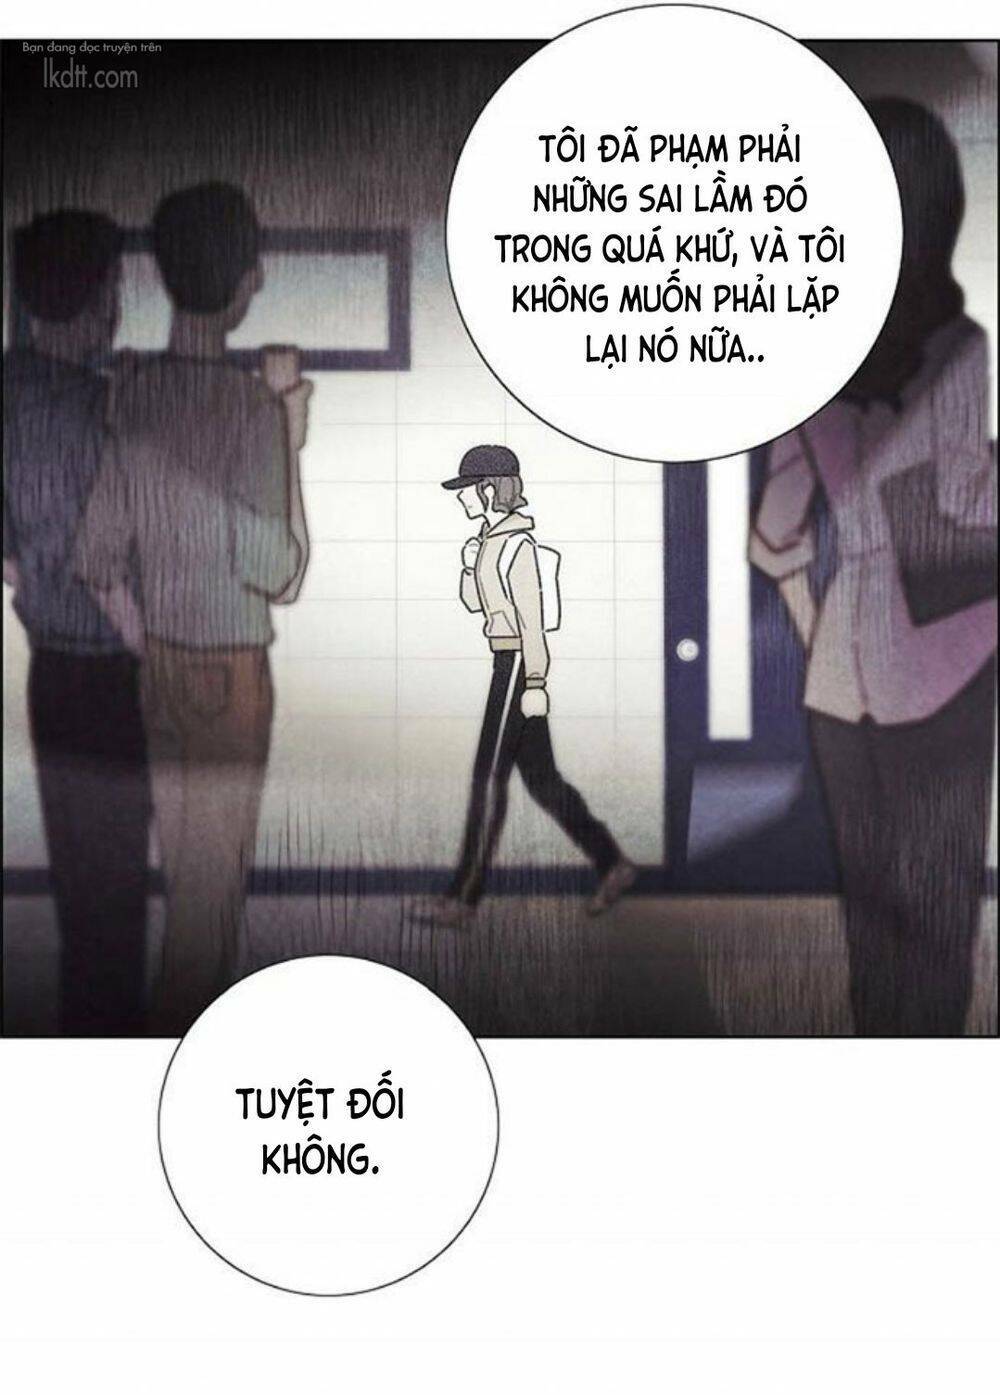 Bạn đang đọc truyện trên
lkdtt.com
TÔI ĐÃ PHẠM PHẢI
NHỮNG SAI LẦM ĐÓ
TRONG QUÁ KHỨ, VÀ TÔI
KHÔNG MUỐN PHẢI LẶP
LẠI NÓ NỮA..
TUYỆT ĐỐI
KHÔNG.